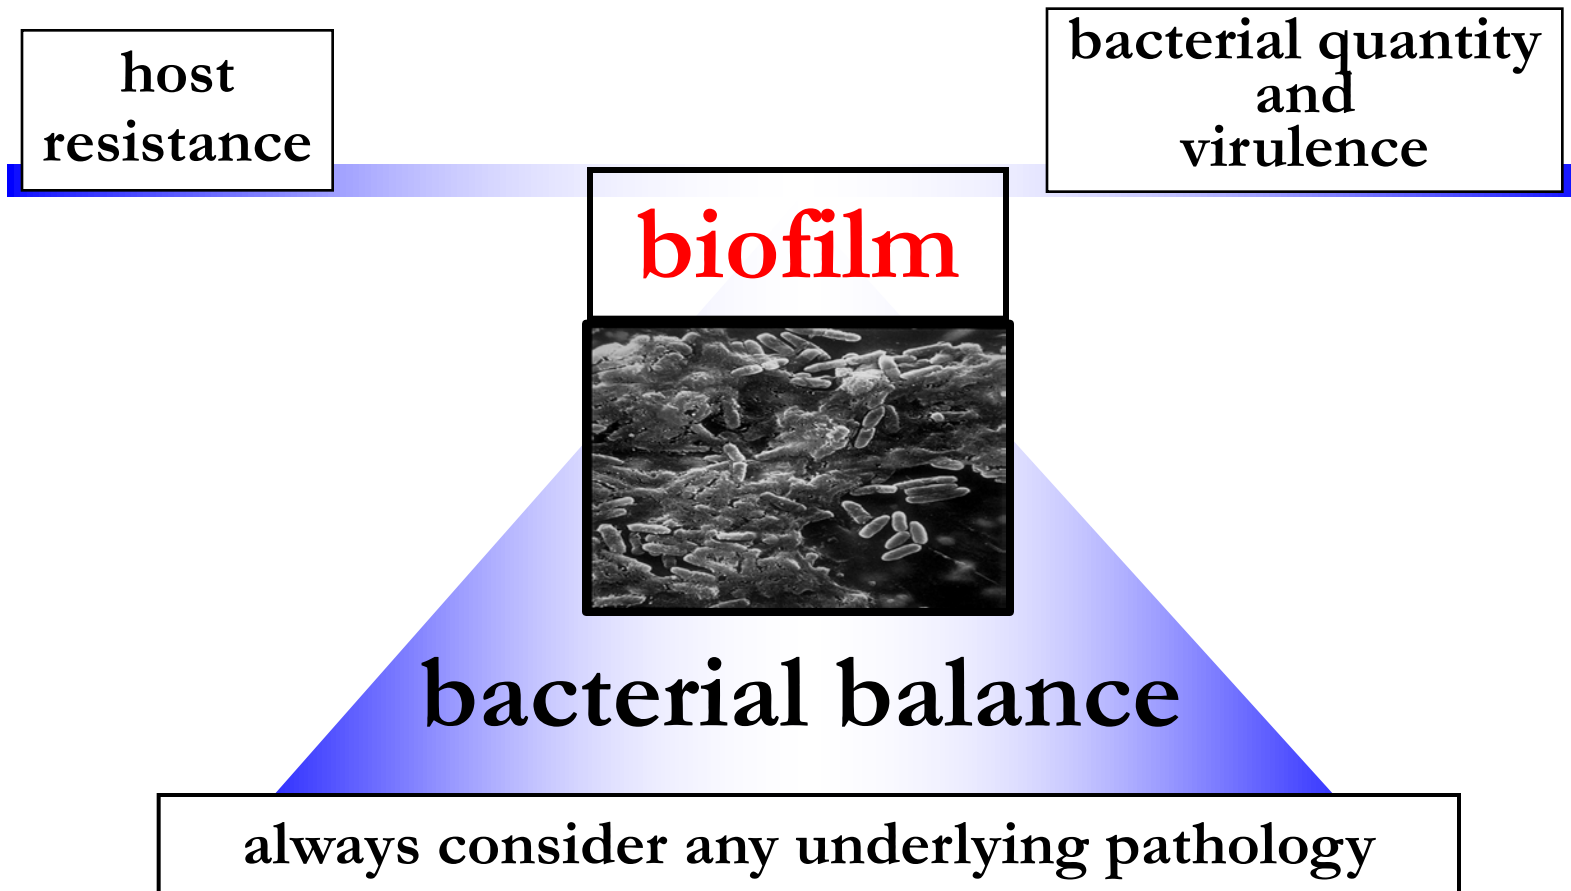 host
resistance
bacterial quantity
and
virulence
biofilm
bacterial balance
always consider any underlying pathology